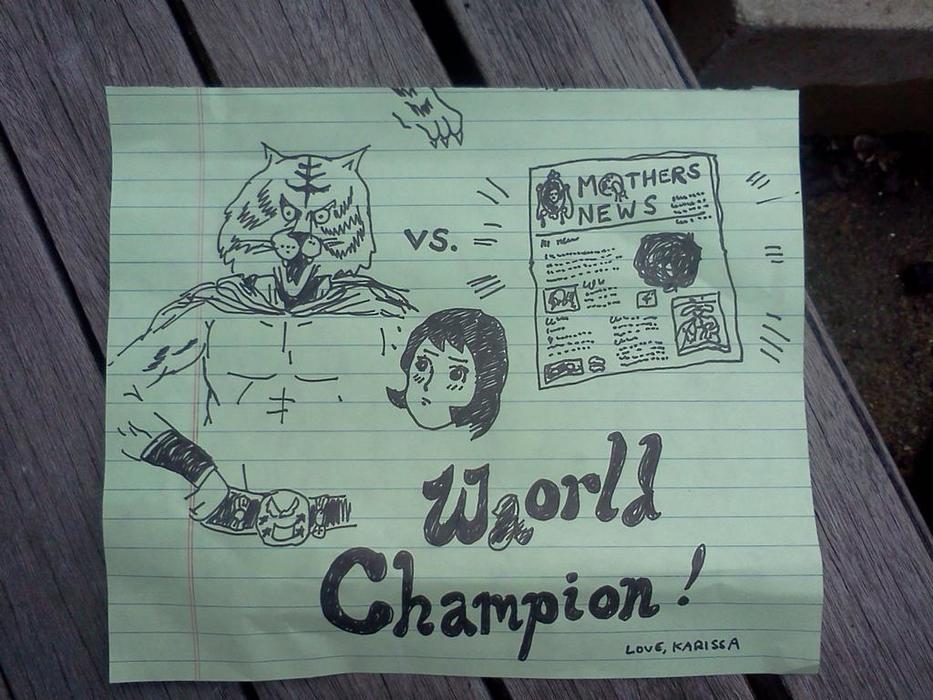 VS.
MOTHERS
NEWS
World
Champion!
LOVE, KARISSA